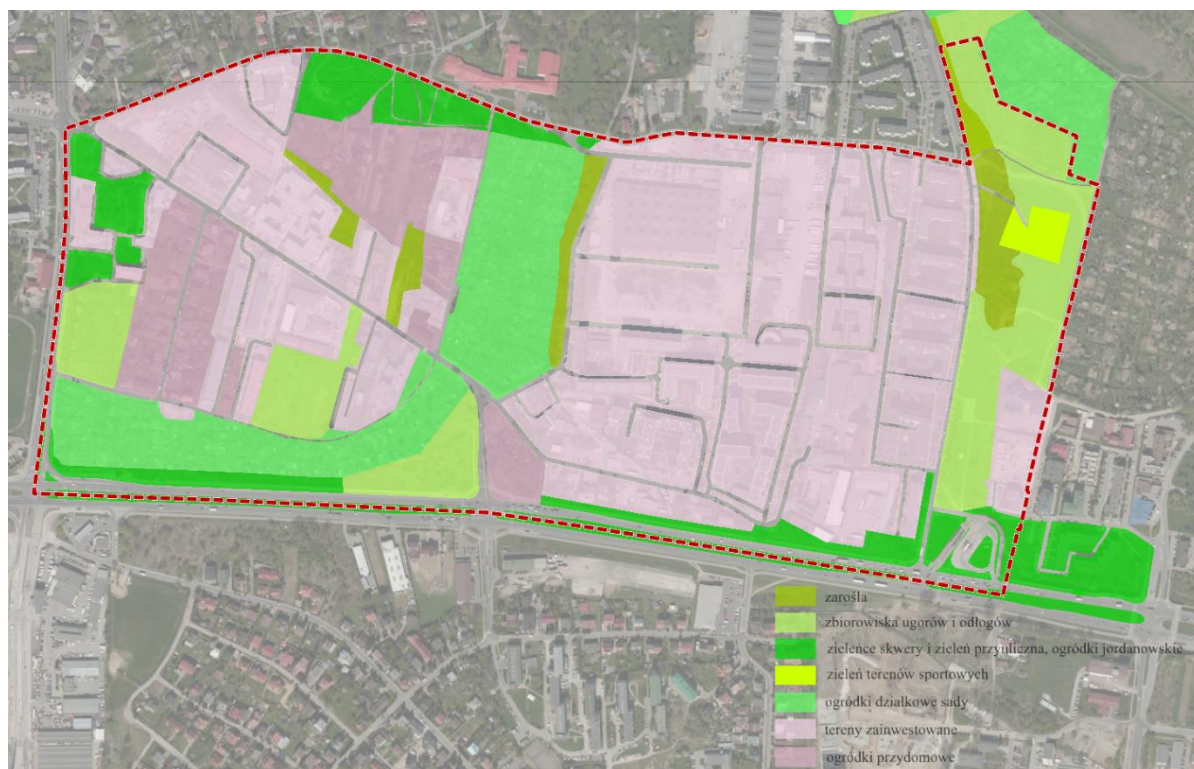 zarośla
zbiorowiska ugorów i odłogów
zieleńce skwery i zieleń przyuliczna, ogródki jordanowskie
zieleń terenów sportowych
ogródki działkowe sady
tereny zainwestowane
ogródki przydomowe